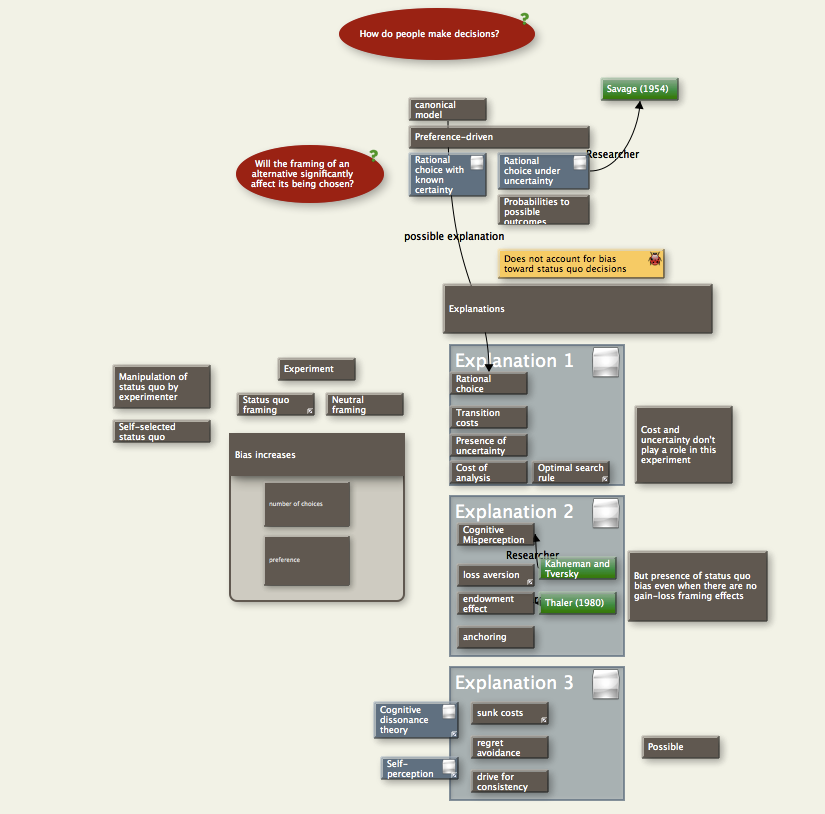 How do people make decisions?
Savage (1954)
canonical
model
Preference-driven
Researcher
Will the framing of an
alternative significantly
affect its being chosen?
Rational
choice with
known
certainty
Rational
choice under
uncertainty
Probabilities to
possible
outcomes
possible explanation
Does not account for bias
toward status quo decisions
Explanations
Explanation 1
Rational
choice
Transition
costs
Presence of
uncertainty
Cost of
analysis
Optimal search
rule
Cost and
uncertainty don't
play a role in this
experiment
Manipulation of
status quo by
experimenter
Self-selected
status quo
Experiment
Status quo
framing
Neutral
framing
Bias increases
number of choices
preference
Explanation 2
Cognitive
Misperception
Researcher
loss aversion
Kahneman and
Tversky
endowment
effect
Thaler (1980)
anchoring
But presence of status quo
bias even when there are no
gain-loss framing effects
Explanation 3
Cognitive
dissonance
theory
sunk costs
regret
avoidance
Self-
perception
drive for
consistency
Possible